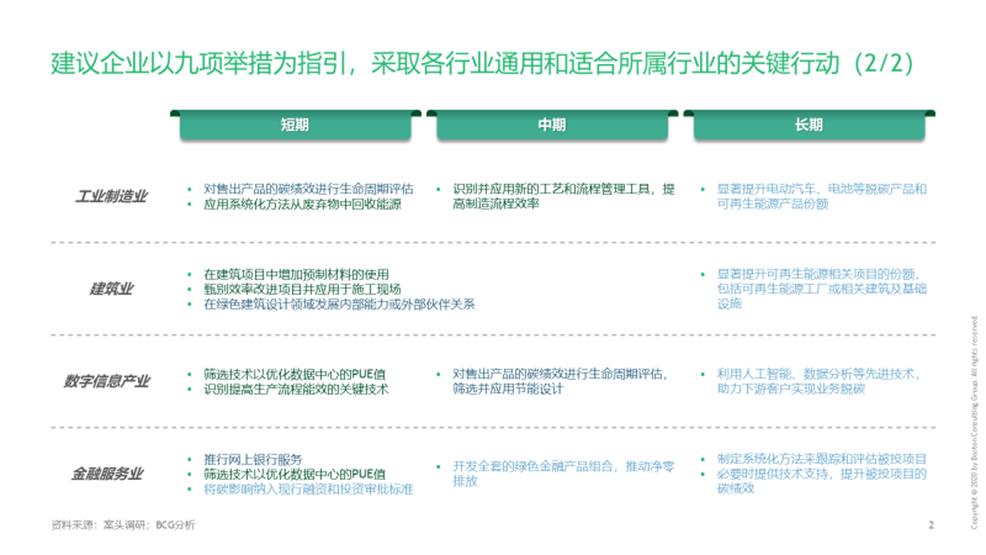 建议企业以九项举措为指引，采取各行业通用和适合所属行业的关键行动（2/2）
短期
中期
长期
工业制造业
• 对售出产品的碳绩效进行生命周期评估
• 应用系统化方法从废弃物中回收能源
• 识别并应用新的工艺和流程管理工具，提
高制造流程效率
• 显著提升电动汽车、电池等脱碳产品和
可再生能源产品份额
建筑业
• 在建筑项目中增加预制材料的使用
• 甄别效率改进项目并应用于施工现场
• 在绿色建筑设计领域发展内部能力或外部伙伴关系
• 显著提升可再生能源相关项目的份额，
包括可再生能源工厂或相关建筑及基础
设施
数字信息产业
• 筛选技术以优化数据中心的PUE值
• 识别提高生产流程能效的关键技术
• 对售出产品的碳绩效进行生命周期评估，
筛选并应用节能设计
• 利用人工智能、数据分析等先进技术，
助力下游客户实现业务脱碳
金融服务业
• 推行网上银行服务
• 筛选技术以优化数据中心的PUE值
• 将碳影响纳入现行融资和投资审批标准
• 开发全套的绿色金融产品组合，推动净零
排放
• 制定系统化方法来跟踪和评估被投项目
• 必要时提供技术支持，提升被投项目的
碳绩效
资料来源：案头调研；BCG分析
2
Copyright © 2020 by Boston Consulting Group. All rights reserved.